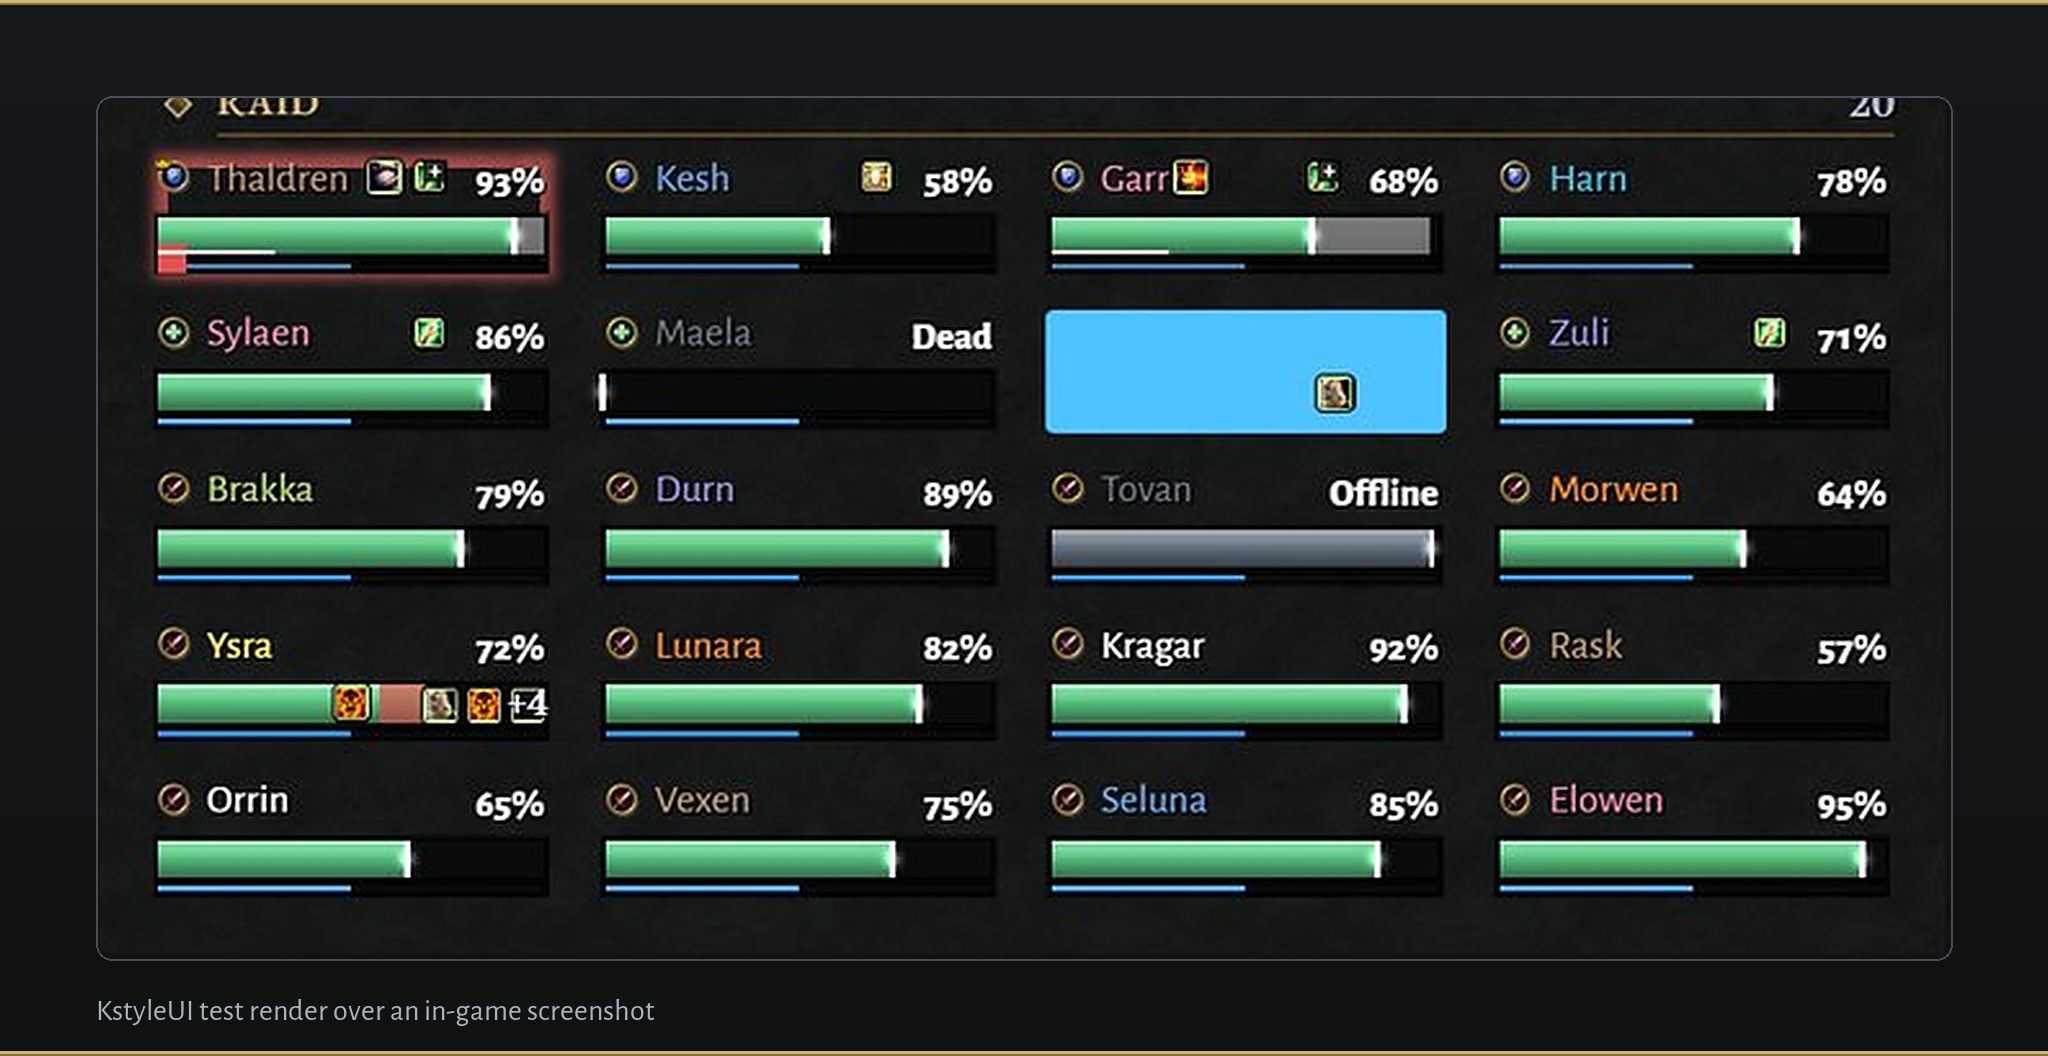 RAID 20
Thaldren 93% Kesh 58% Garr 68% Harn 78%
Sylaen 86% Maela Dead Zuli 71%
Brakka 79% Durn 89% Tovan Offline Morwen 64%
Ysra 72% Lunara 82% Kragar 92% Rask 57%
+4
Orrin 65% Vexen 75% Seluna 85% Elowen 95%
KstyleUI test render over an in-game screenshot